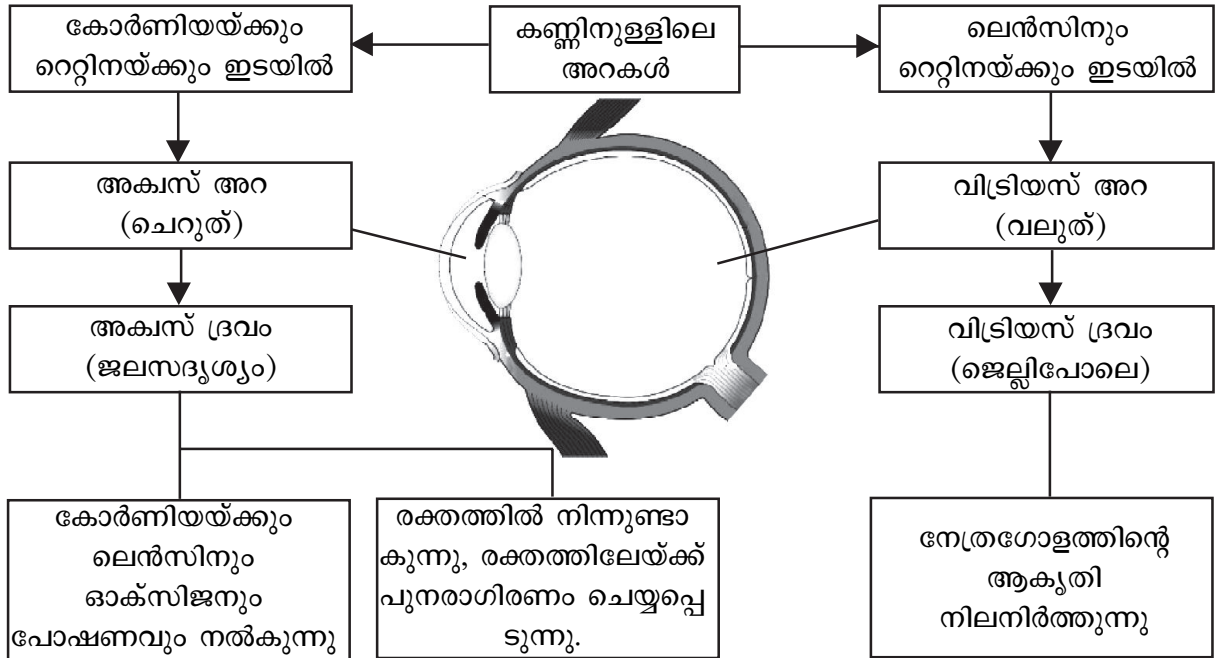 കോർണിയയ്ക്കും
റെറ്റിനയ്ക്കും ഇടയിൽ
കണ്ണിനുള്ളിലെ
അറകൾ
ലെൻസിനും
റെറ്റിനയ്ക്കും ഇടയിൽ
അക്വസ് അറ
(ചെറുത്)
വിട്രിയസ് അറ
(വലുത്)
അക്വസ് ദ്രവം
(ജലസദൃശ്യം)
വിട്രിയസ് ദ്രവം
(ജെല്ലിപോലെ)
കോർണിയയ്ക്കും
ലെൻസിനും
ഓക്സിജനും
പോഷണവും നൽകുന്നു
രക്തത്തിൽ നിന്നുണ്ടാ
കുന്നു, രക്തത്തിലേയ്ക്ക്
പുനരാഗിരണം ചെയ്യപ്പെ
ടുന്നു.
നേത്രഗോളത്തിന്റെ
ആകൃതി
നിലനിർത്തുന്നു